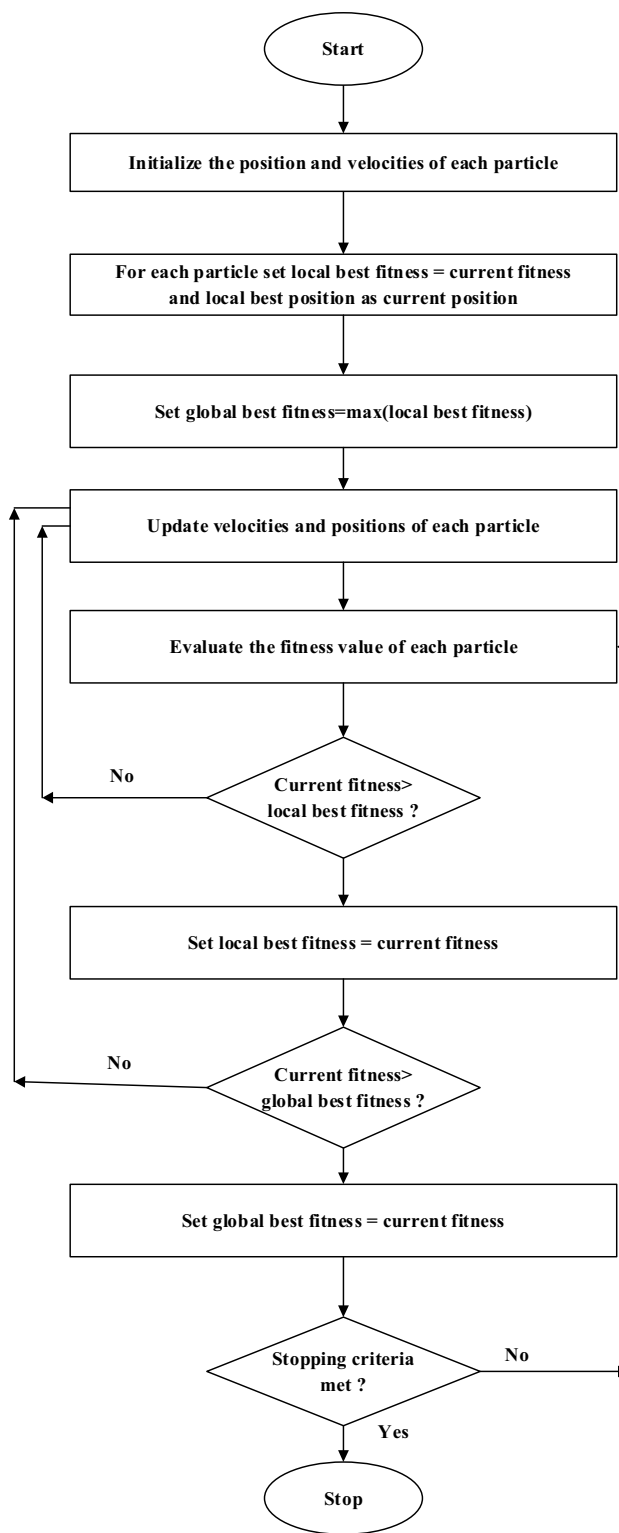 Start
Initialize the position and velocities of each particle
For each particle set local best fitness = current fitness
and local best position as current position
Set global best fitness=max(local best fitness)
Update velocities and positions of each particle
Evaluate the fitness value of each particle
No
Current fitness>
local best fitness ?
Set local best fitness = current fitness
No
Current fitness>
global best fitness ?
Set global best fitness = current fitness
Stopping criteria
met ?
No
Yes
Stop